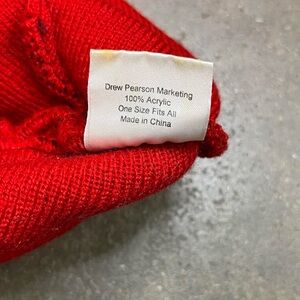 Drew Pearson Marketing
100% Acrylic
One Size Fits All
Made in China